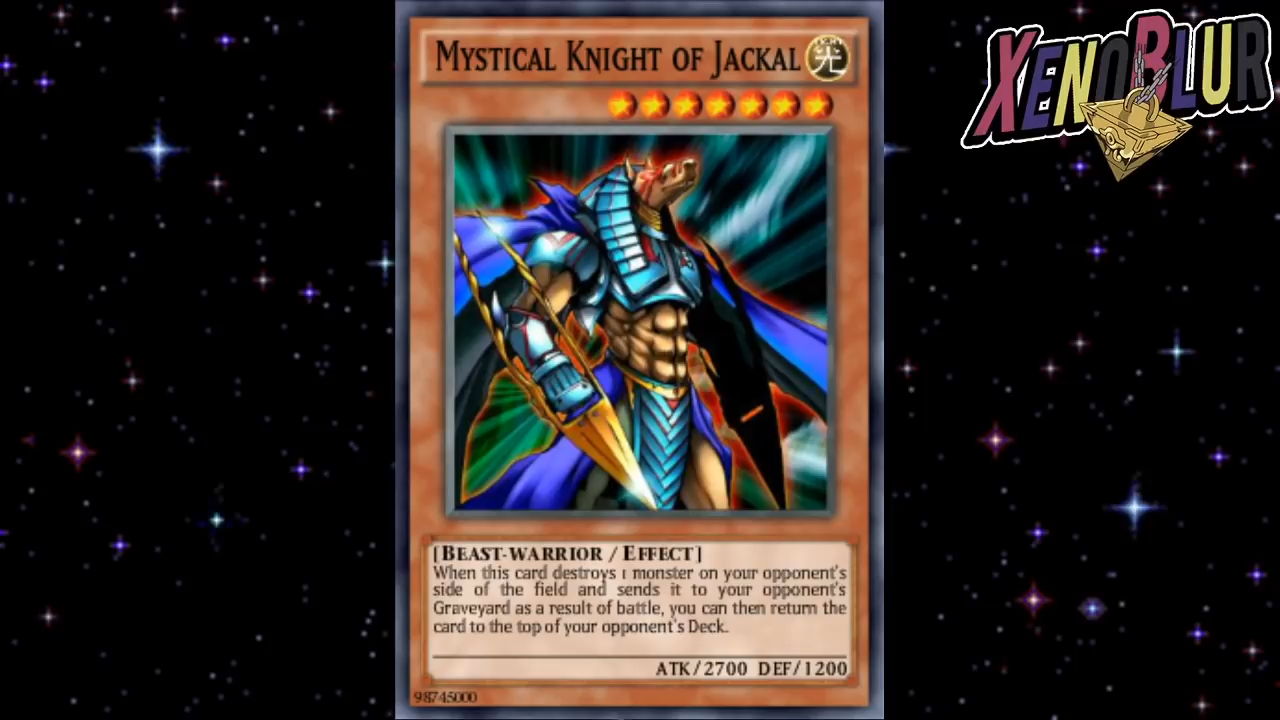 MYSTICAL KNIGHT OF JACKAL
LIGHT
光
XENOBLUR
[BEAST-WARRIOR / EFFECT]
When this card destroys 1 monster on your opponent's
side of the field and sends it to your opponent's
Graveyard as a result of battle, you can then return the
card to the top of your opponent's Deck.
ATK/2700 DEF/1200
98745000